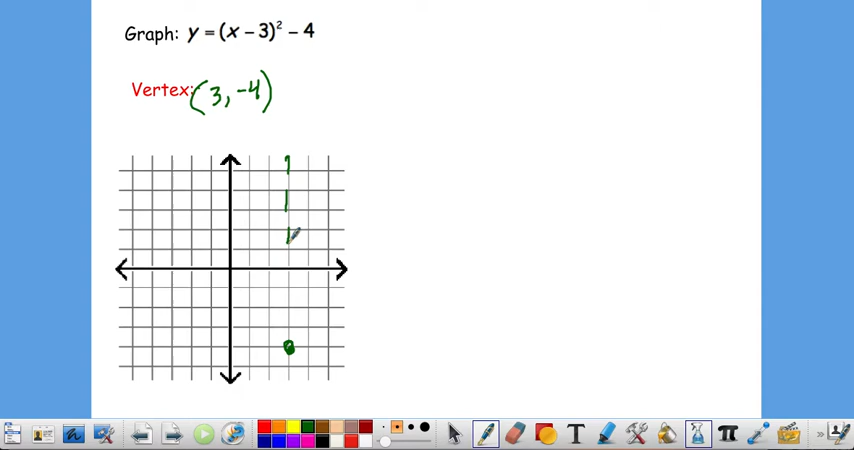 Graph: y = (x − 3)² − 4
Vertex: (3, -4)